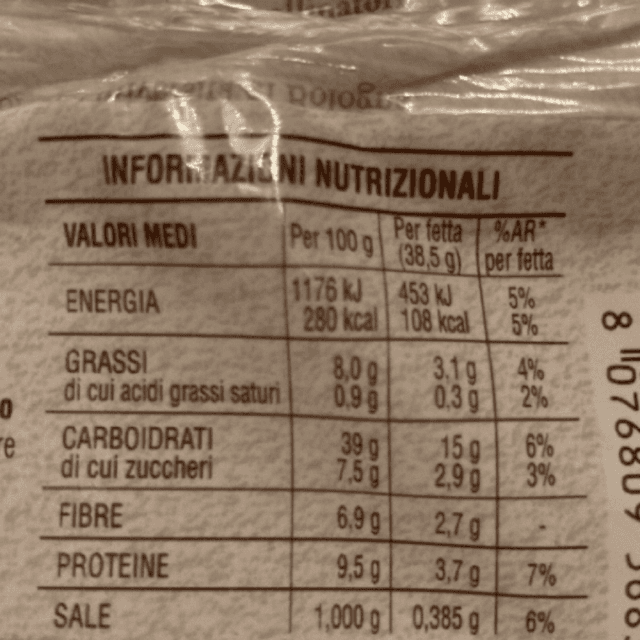 INFORMAZIONI NUTRIZIONALI
VALORI MEDI Per 100 g Per fetta (38,5 g) %AR* per fetta
ENERGIA 1176 kJ 453 kJ 5%
280 kcal 108 kcal 5%
GRASSI 8,0 g 3,1 g 4%
di cui acidi grassi saturi 0,9 g 0,3 g 2%
CARBOIDRATI 39 g 15 g 6%
di cui zuccheri 7,5 g 2,9 g 3%
FIBRE 6,9 g 2,7 g -
PROTEINE 9,5 g 3,7 g 7%
SALE 1,000 g 0,385 g 6%